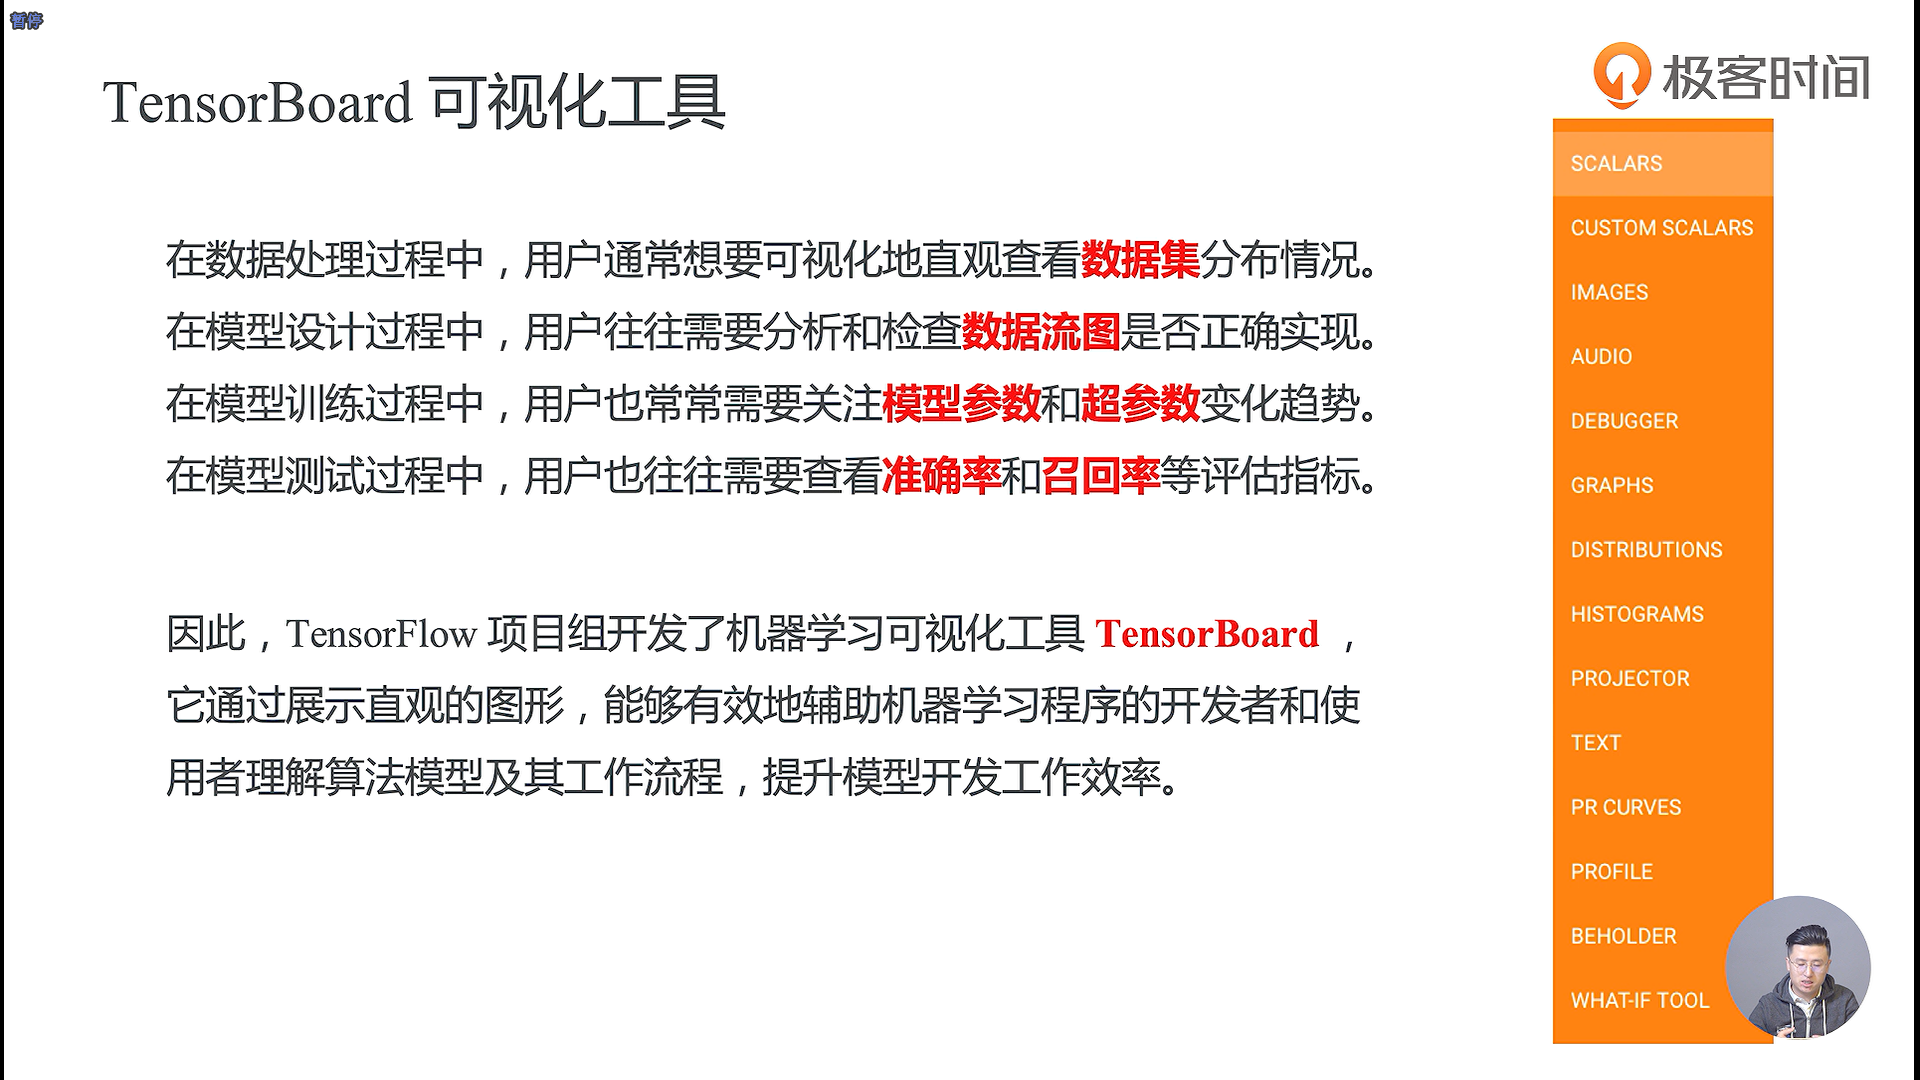 暂停
TensorBoard 可视化工具
极客时间
在数据处理过程中，用户通常想要可视化地直观查看数据集分布情况。
在模型设计过程中，用户往往需要分析和检查数据流图是否正确实现。
在模型训练过程中，用户也常常需要关注模型参数和超参数变化趋势。
在模型测试过程中，用户也往往需要查看准确率和召回率等评估指标。
因此，TensorFlow 项目组开发了机器学习可视化工具 TensorBoard ，
它通过展示直观的图形，能够有效地辅助机器学习程序的开发者和使
用者理解算法模型及其工作流程，提升模型开发工作效率。
SCALARS
CUSTOM SCALARS
IMAGES
AUDIO
DEBUGGER
GRAPHS
DISTRIBUTIONS
HISTOGRAMS
PROJECTOR
TEXT
PR CURVES
PROFILE
BEHOLDER
WHAT-IF TOOL